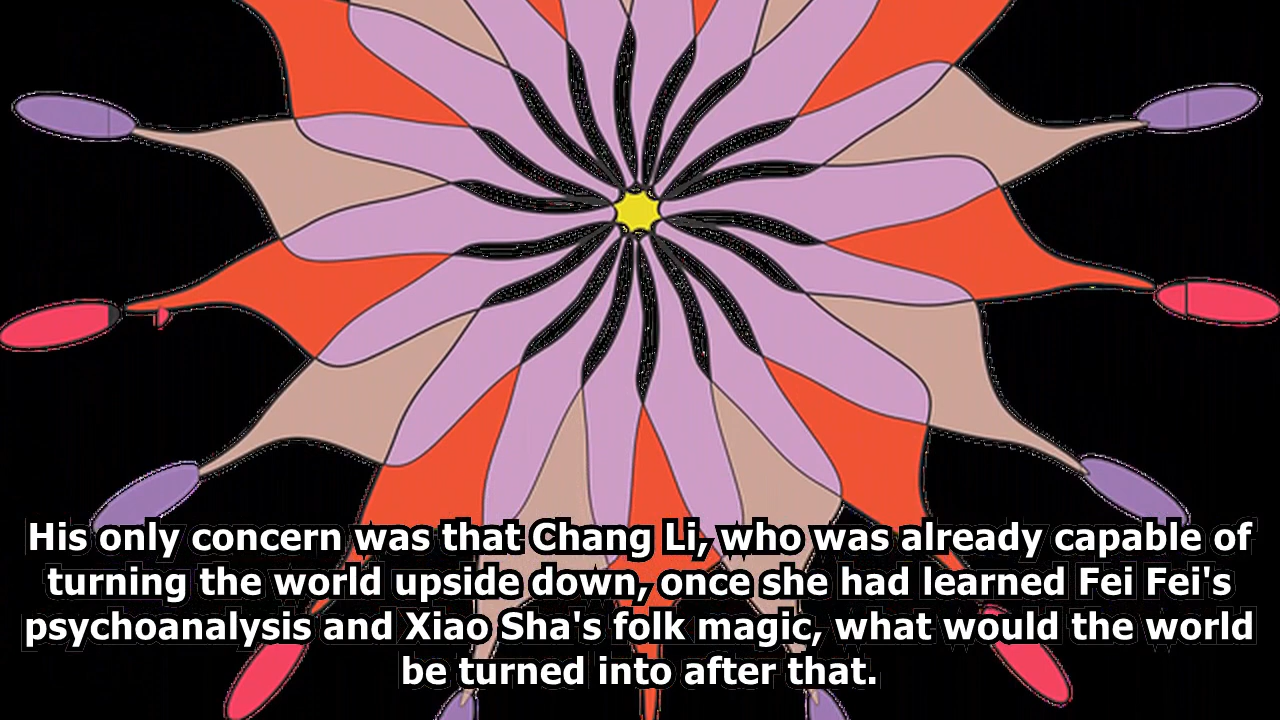 His only concern was that Chang Li, who was already capable of
turning the world upside down, once she had learned Fei Fei's
psychoanalysis and Xiao Sha's folk magic, what would the world
be turned into after that.